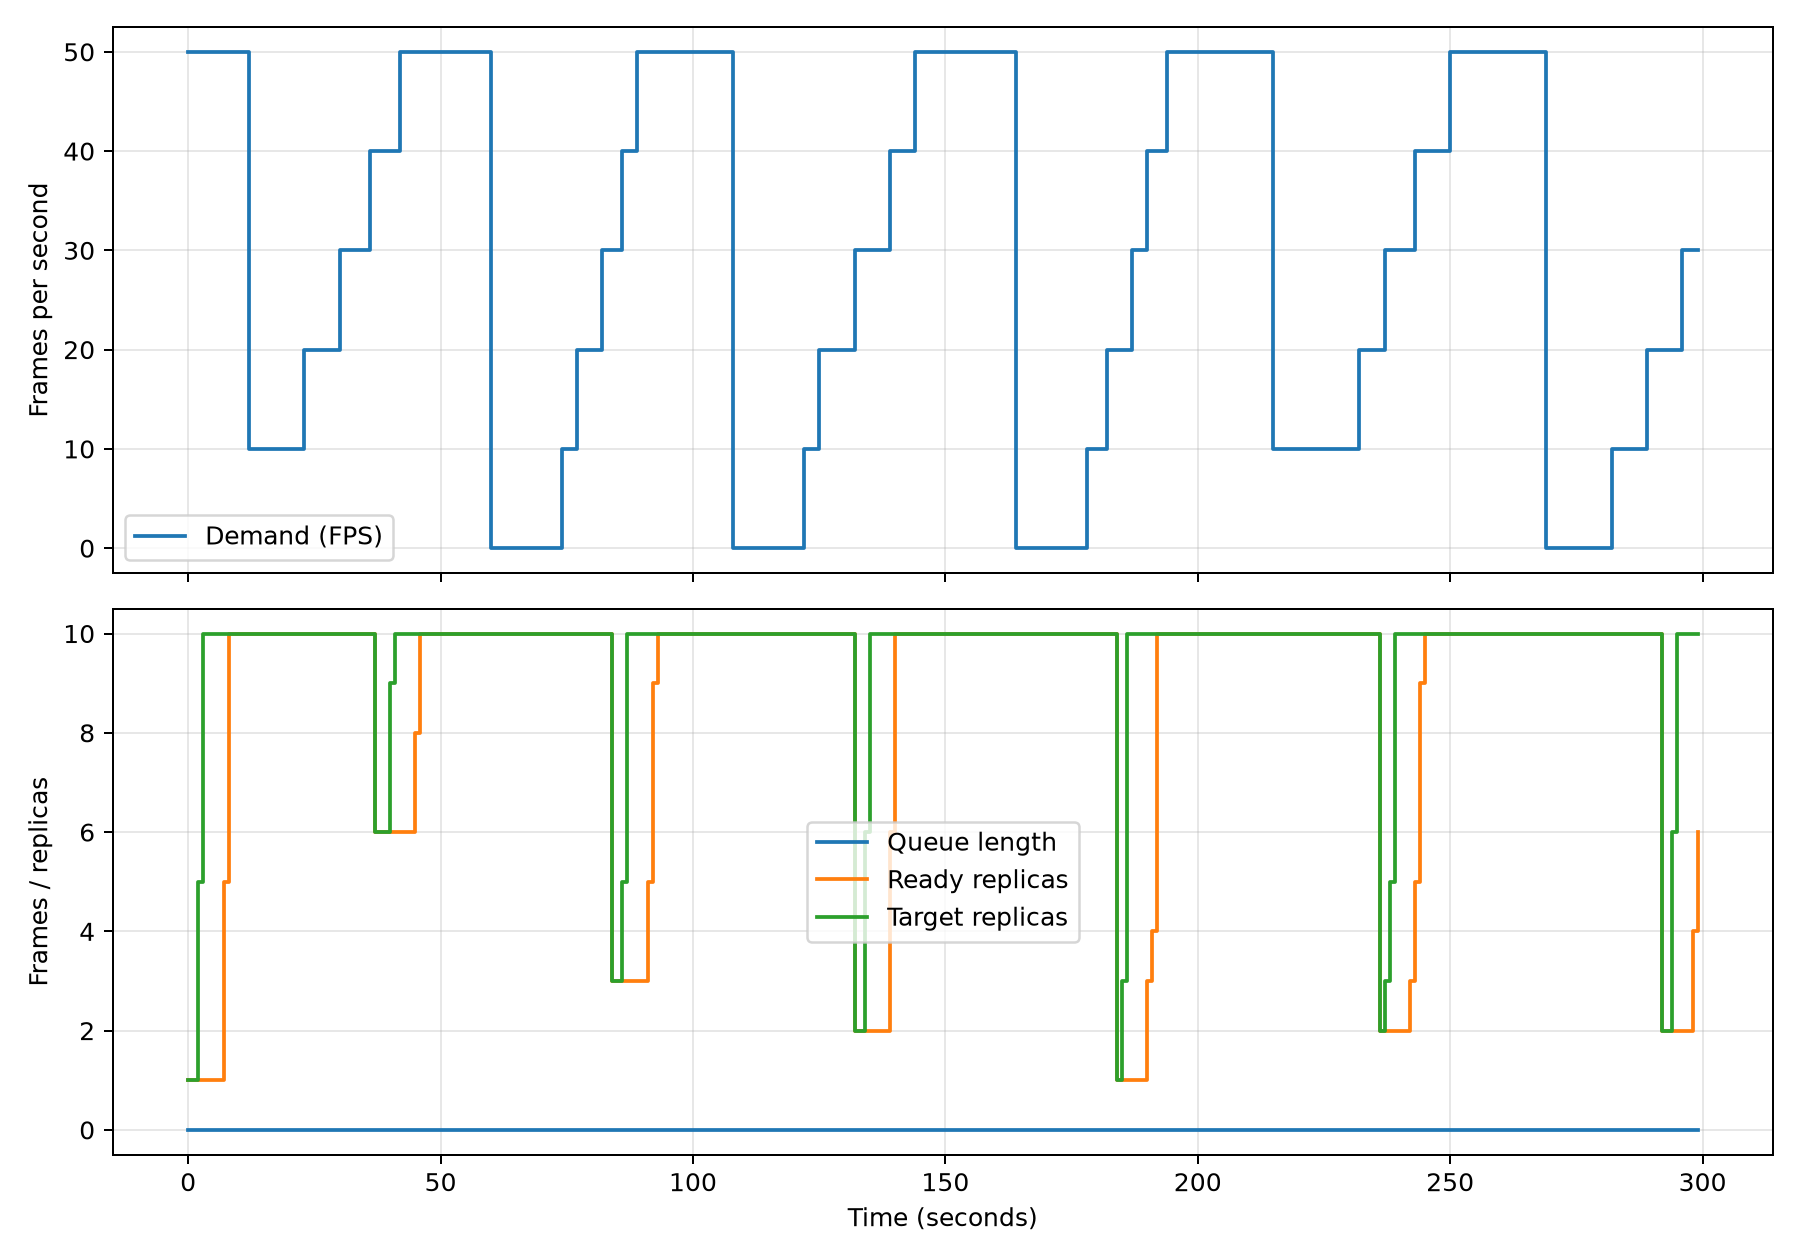 50
40
30
20
10
0
Frames per second
Demand (FPS)
10
8
6
4
2
0
Frames / replicas
Queue length
Ready replicas
Target replicas
0 50 100 150 200 250 300
Time (seconds)